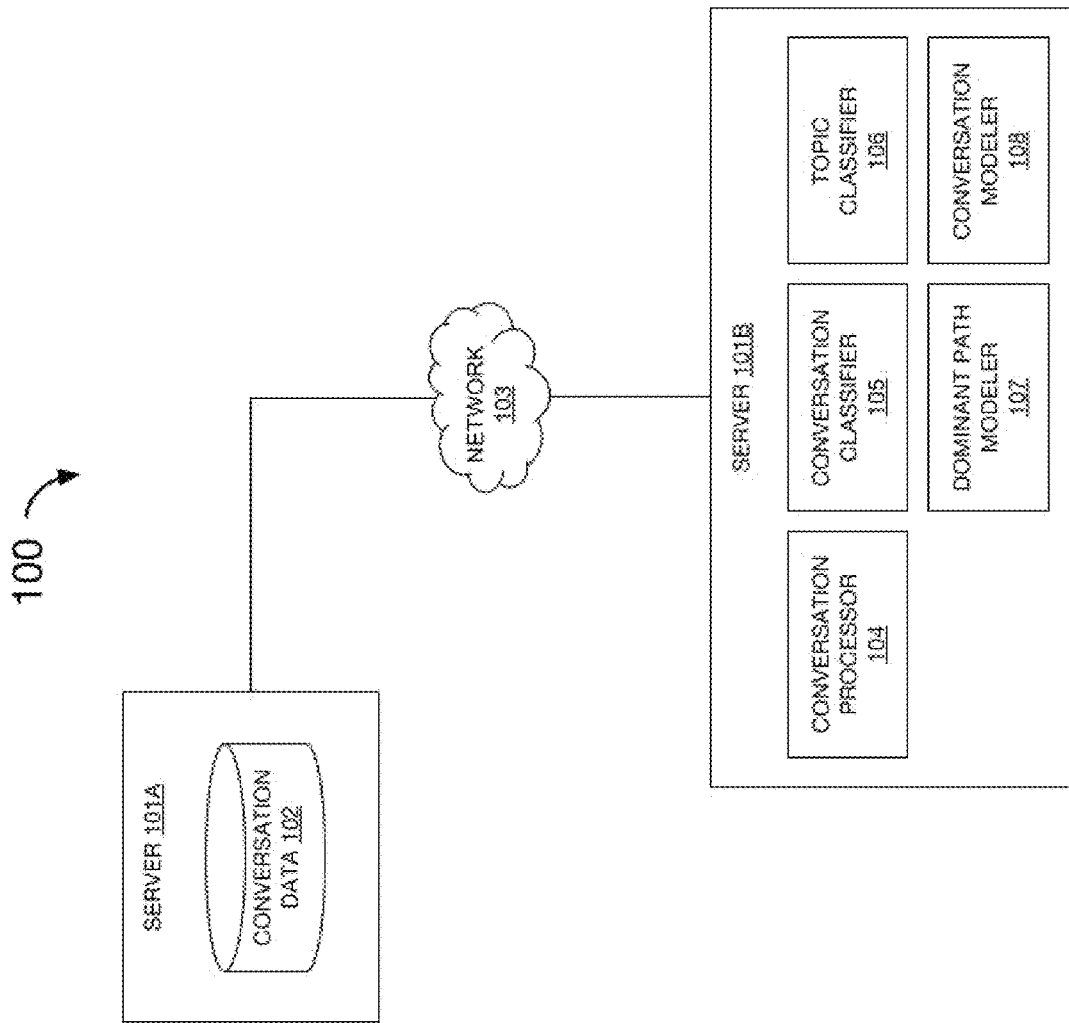 100
SERVER 101A
CONVERSATION
DATA 102
NETWORK
103
SERVER 101B
CONVERSATION
PROCESSOR
104
CONVERSATION
CLASSIFIER
105
TOPIC
CLASSIFIER
106
DOMINANT PATH
MODELER
107
CONVERSATION
MODELER
108